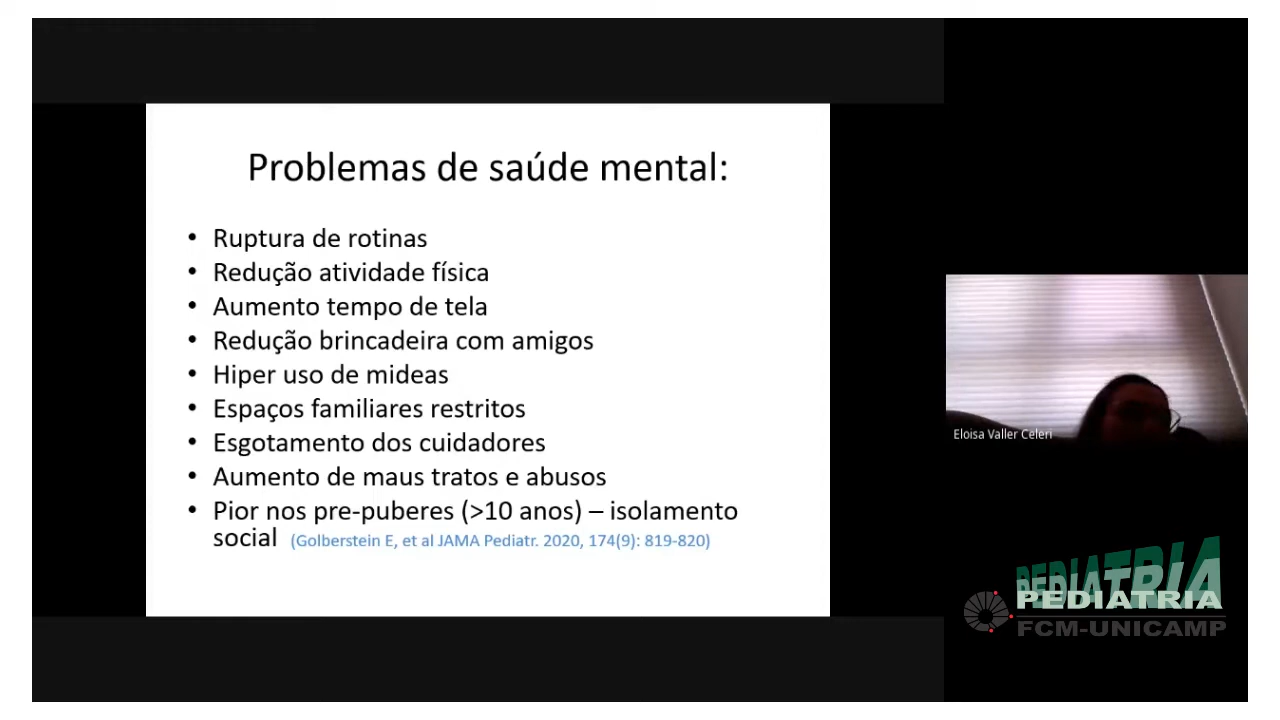 Problemas de saúde mental:
• Ruptura de rotinas
• Redução atividade física
• Aumento tempo de tela
• Redução brincadeira com amigos
• Hiper uso de mideas
• Espaços familiares restritos
• Esgotamento dos cuidadores
• Aumento de maus tratos e abusos
• Pior nos pre-puberes (>10 anos) – isolamento
social (Golberstein E, et al JAMA Pediatr. 2020, 174(9): 819-820)
Eloisa Valler Celeri
PEDIATRIA
PEDIATRIA
FCM-UNICAMP